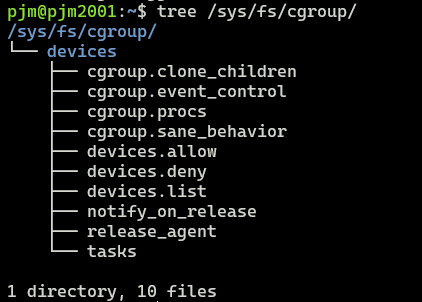 pjm@pjm2001:~$ tree /sys/fs/cgroup/
/sys/fs/cgroup/
└── devices
    ├── cgroup.clone_children
    ├── cgroup.event_control
    ├── cgroup.procs
    ├── cgroup.sane_behavior
    ├── devices.allow
    ├── devices.deny
    ├── devices.list
    ├── notify_on_release
    ├── release_agent
    └── tasks

1 directory, 10 files